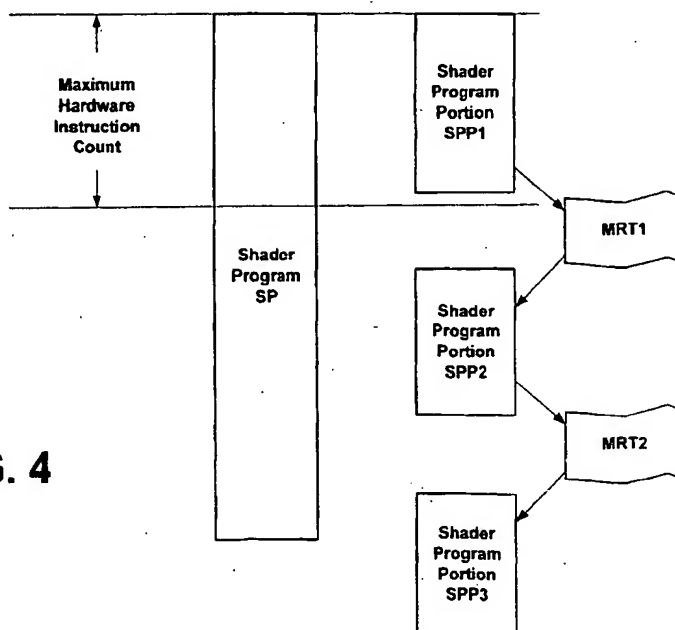 Maximum
Hardware
Instruction
Count
Shader
Program
SP
Shader
Program
Portion
SPP1
MRT1
Shader
Program
Portion
SPP2
MRT2
Shader
Program
Portion
SPP3
. 4